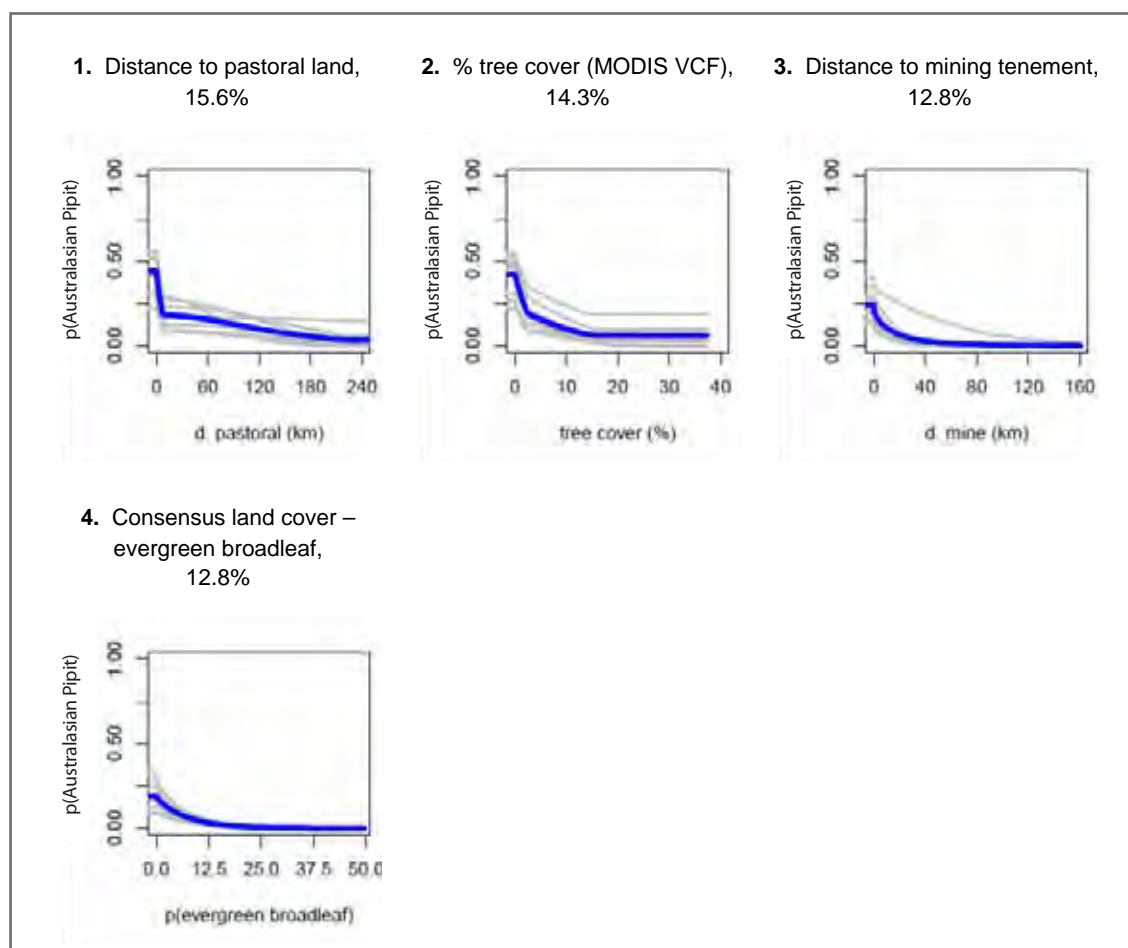 1. Distance to pastoral land,
15.6%
2. % tree cover (MODIS VCF),
14.3%
3. Distance to mining tenement,
12.8%
p(Australasian Pipit)
1.00
0.50
0.00
0 60 120 180 240
d. pastoral (km)
p(Australasian Pipit)
1.00
0.50
0.00
0 10 20 30 40
tree cover (%)
p(Australasian Pipit)
1.00
0.50
0.00
0 40 80 120 160
d. mine (km)
4. Consensus land cover –
evergreen broadleaf,
12.8%
p(Australasian Pipit)
1.00
0.50
0.00
0.0 12.5 25.0 37.5 50.0
p(evergreen broadleaf)